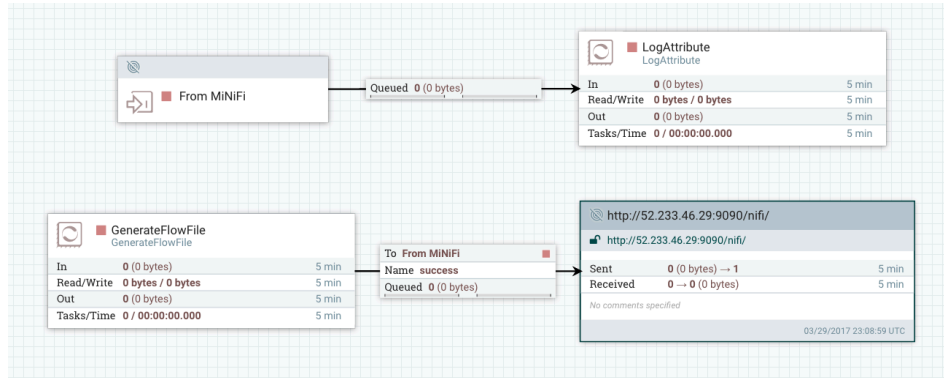 From MiNiFi
Queued 0 (0 bytes)
LogAttribute
LogAttribute
In 0 (0 bytes) 5 min
Read/Write 0 bytes / 0 bytes 5 min
Out 0 (0 bytes) 5 min
Tasks/Time 0 / 00:00:00.000 5 min
GenerateFlowFile
GenerateFlowFile
In 0 (0 bytes) 5 min
Read/Write 0 bytes / 0 bytes 5 min
Out 0 (0 bytes) 5 min
Tasks/Time 0 / 00:00:00.000 5 min
To From MiNiFi
Name success
Queued 0 (0 bytes)
http://52.233.46.29:9090/nifi/
http://52.233.46.29:9090/nifi/
Sent 0 (0 bytes) → 1 5 min
Received 0 → 0 (0 bytes) 5 min
No comments specified
03/29/2017 23:08:59 UTC